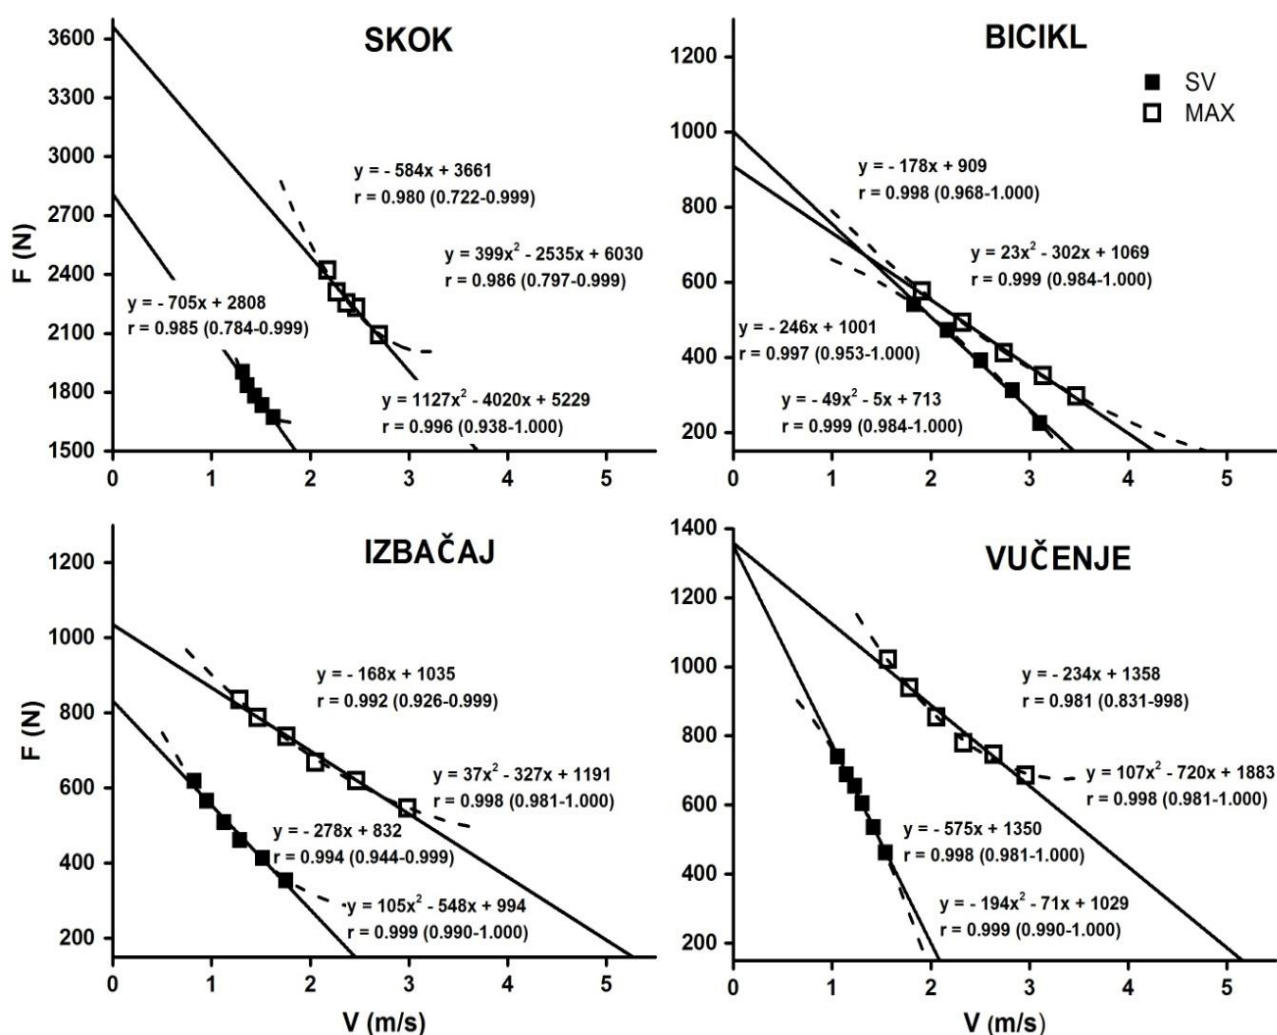 SKOK
F (N)
3600
3300
3000
2700
2400
2100
1800
1500
0 1 2 3 4 5
y = - 584x + 3661
r = 0.980 (0.722-0.999)
y = 399x² - 2535x + 6030
r = 0.986 (0.797-0.999)
y = - 705x + 2808
r = 0.985 (0.784-0.999)
y = 1127x² - 4020x + 5229
r = 0.996 (0.938-1.000)
BICIKL
SV
MAX
1200
1000
800
600
400
200
0 1 2 3 4 5
y = - 178x + 909
r = 0.998 (0.968-1.000)
y = 23x² - 302x + 1069
r = 0.999 (0.984-1.000)
y = - 246x + 1001
r = 0.997 (0.953-1.000)
y = - 49x² - 5x + 713
r = 0.999 (0.984-1.000)
IZBAČAJ
F (N)
1200
1000
800
600
400
200
0 1 2 3 4 5
V (m/s)
y = - 168x + 1035
r = 0.992 (0.926-0.999)
y = 37x² - 327x + 1191
r = 0.998 (0.981-1.000)
y = - 278x + 832
r = 0.994 (0.944-0.999)
y = 105x² - 548x + 994
r = 0.999 (0.990-1.000)
VUČENJE
1400
1200
1000
800
600
400
200
0 1 2 3 4 5
V (m/s)
y = - 234x + 1358
r = 0.981 (0.831-998)
y = 107x² - 720x + 1883
r = 0.998 (0.981-1.000)
y = - 575x + 1350
r = 0.998 (0.981-1.000)
y = - 194x² - 71x + 1029
r = 0.999 (0.990-1.000)